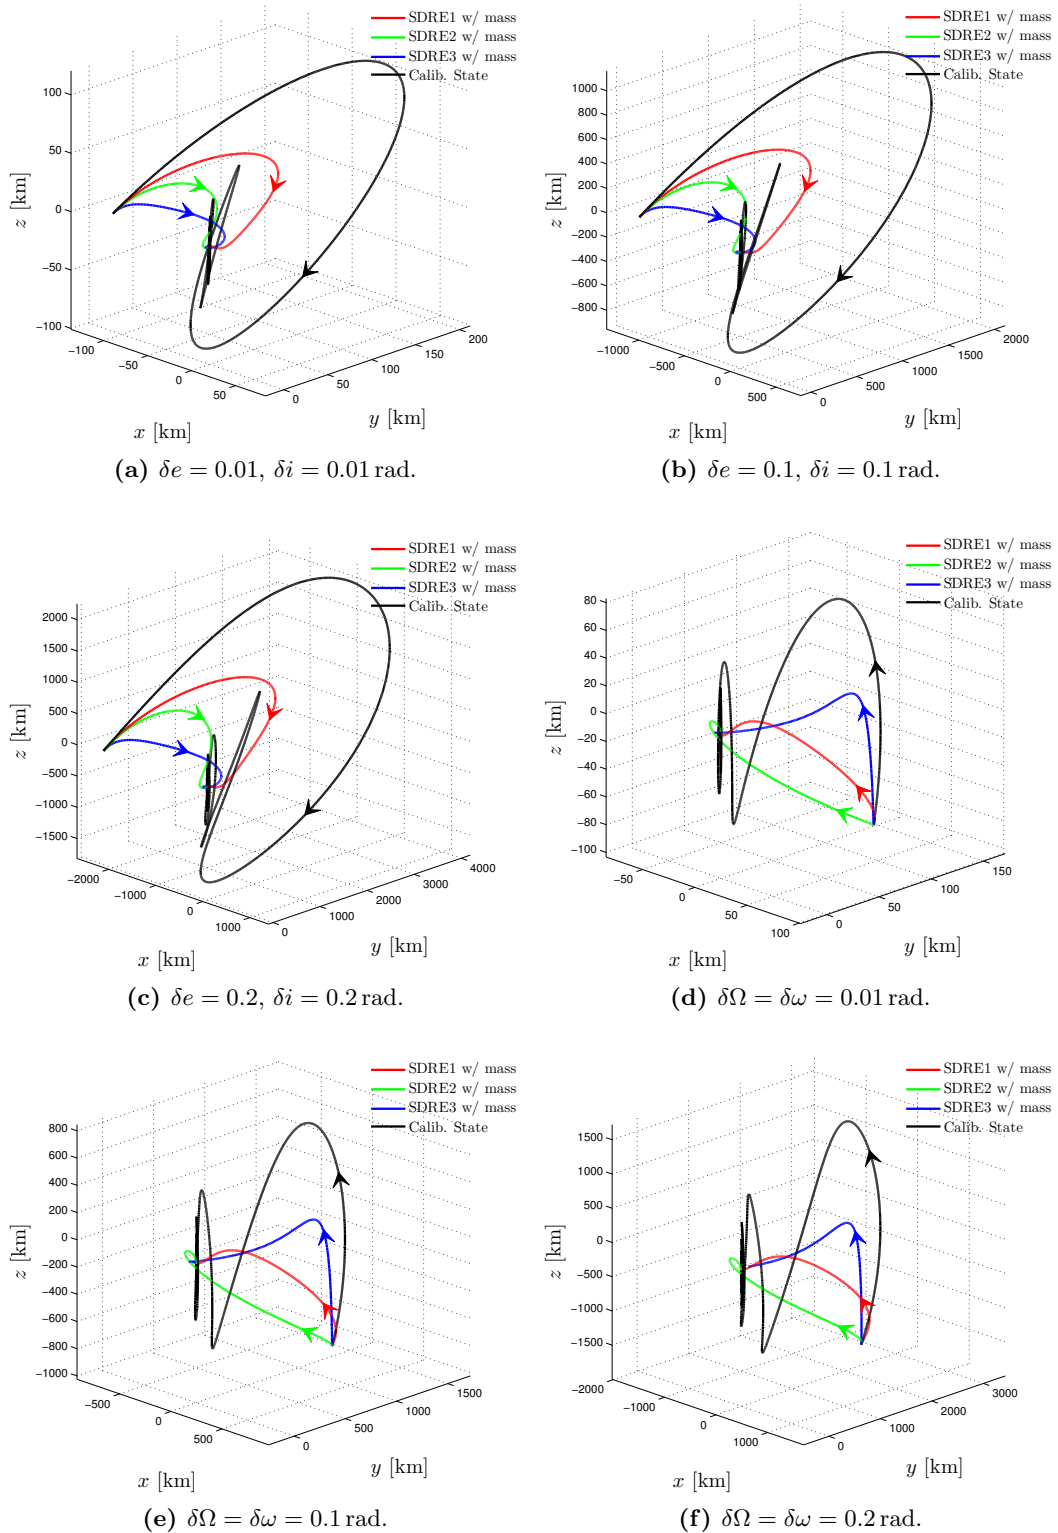 SDRE1 w/ mass
SDRE2 w/ mass
SDRE3 w/ mass
Calib. State
100
50
0
−50
−100
z [km]
−100
−50
0
50
x [km]
0
50
100
150
200
y [km]
(a) δe = 0.01, δi = 0.01 rad.
SDRE1 w/ mass
SDRE2 w/ mass
SDRE3 w/ mass
Calib. State
1000
800
600
400
200
0
−200
−400
−600
−800
z [km]
−1000
−500
0
500
x [km]
0
500
1000
1500
2000
y [km]
(b) δe = 0.1, δi = 0.1 rad.
SDRE1 w/ mass
SDRE2 w/ mass
SDRE3 w/ mass
Calib. State
2000
1500
1000
500
0
−500
−1000
−1500
z [km]
−2000
−1000
0
1000
x [km]
0
1000
2000
3000
4000
y [km]
(c) δe = 0.2, δi = 0.2 rad.
SDRE1 w/ mass
SDRE2 w/ mass
SDRE3 w/ mass
Calib. State
80
60
40
20
0
−20
−40
−60
−80
−100
z [km]
−50
0
50
100
x [km]
0
50
100
150
y [km]
(d) δΩ = δω = 0.01 rad.
SDRE1 w/ mass
SDRE2 w/ mass
SDRE3 w/ mass
Calib. State
800
600
400
200
0
−200
−400
−600
−800
−1000
z [km]
−500
0
500
x [km]
0
500
1000
1500
y [km]
(e) δΩ = δω = 0.1 rad.
SDRE1 w/ mass
SDRE2 w/ mass
SDRE3 w/ mass
Calib. State
1500
1000
500
0
−500
−1000
−1500
−2000
z [km]
−1000
0
1000
x [km]
0
1000
2000
3000
y [km]
(f) δΩ = δω = 0.2 rad.